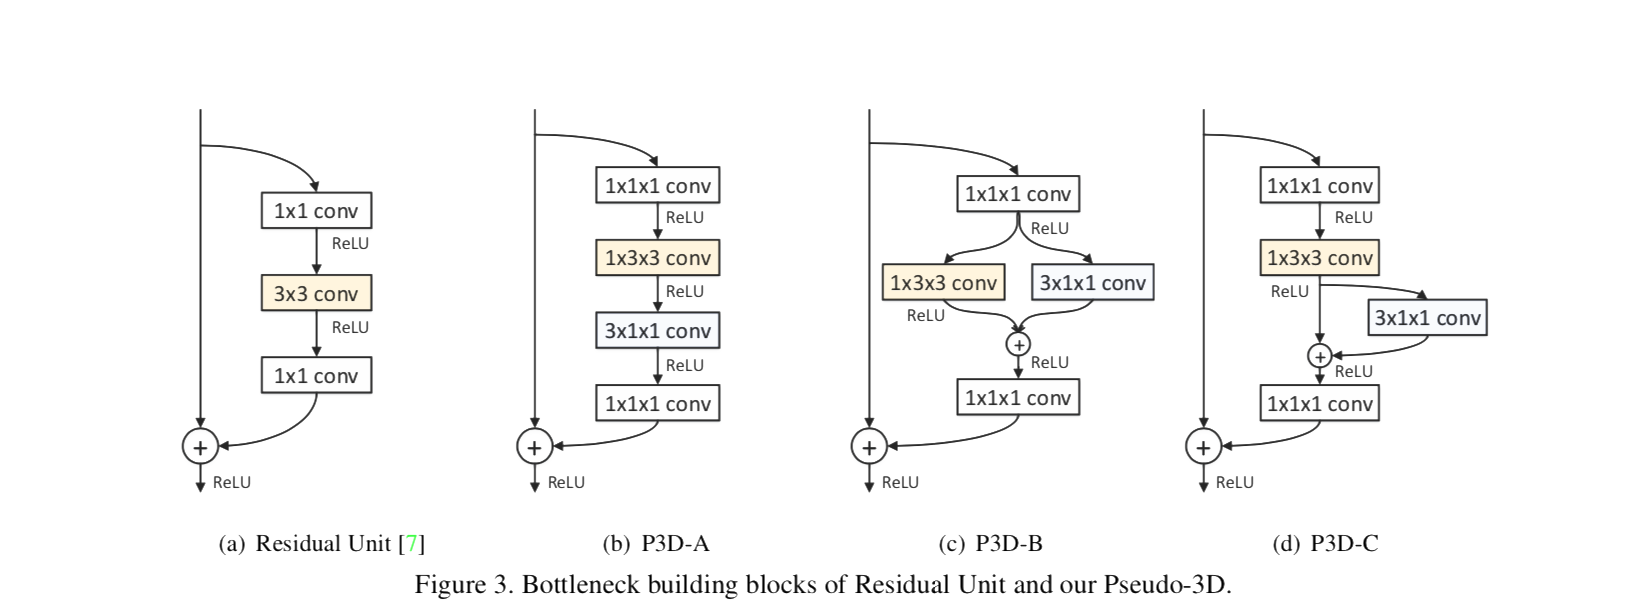 1x1 conv
ReLU
3x3 conv
ReLU
1x1 conv
+
ReLU
(a) Residual Unit [7]
1x1x1 conv
ReLU
1x3x3 conv
ReLU
3x1x1 conv
ReLU
1x1x1 conv
+
ReLU
(b) P3D-A
1x1x1 conv
ReLU
1x3x3 conv
3x1x1 conv
ReLU
+
ReLU
1x1x1 conv
+
ReLU
(c) P3D-B
1x1x1 conv
ReLU
1x3x3 conv
ReLU
3x1x1 conv
+
ReLU
1x1x1 conv
+
ReLU
(d) P3D-C
Figure 3. Bottleneck building blocks of Residual Unit and our Pseudo-3D.